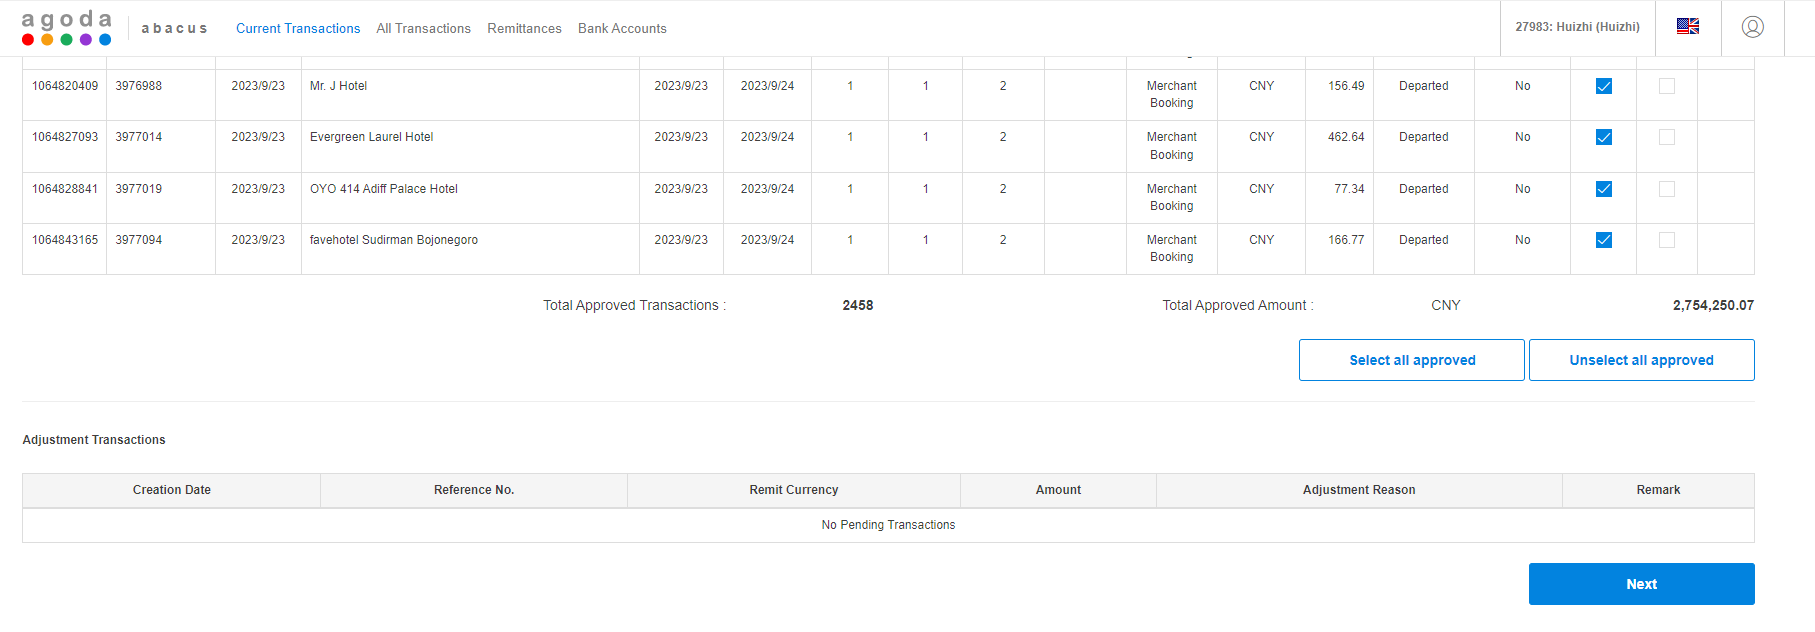 agoda
abacus Current Transactions All Transactions Remittances Bank Accounts 27983: Huizhi (Huizhi)
1064820409 3976988 2023/9/23 Mr. J Hotel 2023/9/23 2023/9/24 1 1 2 Merchant Booking CNY 156.49 Departed No
1064827093 3977014 2023/9/23 Evergreen Laurel Hotel 2023/9/23 2023/9/24 1 1 2 Merchant Booking CNY 462.64 Departed No
1064828841 3977019 2023/9/23 OYO 414 Adiff Palace Hotel 2023/9/23 2023/9/24 1 1 2 Merchant Booking CNY 77.34 Departed No
1064843165 3977094 2023/9/23 favehotel Sudirman Bojonegoro 2023/9/23 2023/9/24 1 1 2 Merchant Booking CNY 166.77 Departed No
Total Approved Transactions : 2458 Total Approved Amount : CNY 2,754,250.07
Select all approved Unselect all approved
Adjustment Transactions
Creation Date Reference No. Remit Currency Amount Adjustment Reason Remark
No Pending Transactions
Next